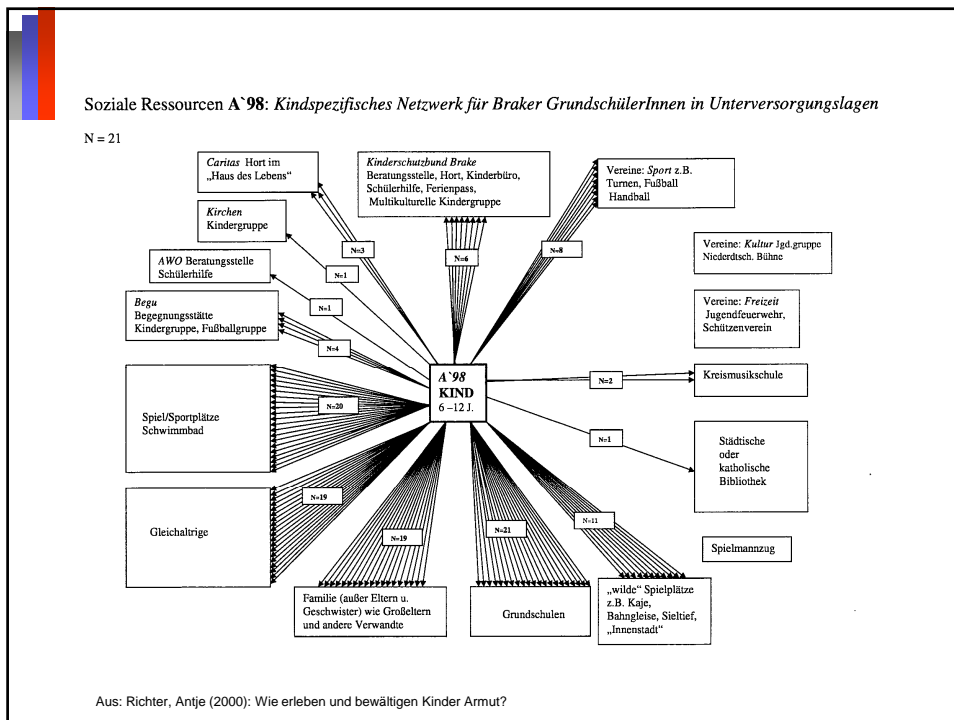 Soziale Ressourcen A`98: Kindspezifisches Netzwerk für Braker GrundschülerInnen in Unterversorgungslagen
N = 21
Caritas Hort im
„Haus des Lebens“
Kinderschutzbund Brake
Beratungsstelle, Hort, Kinderbüro,
Schülerhilfe, Ferienpass,
Multikulturelle Kindergruppe
Vereine: Sport z.B.
Turnen, Fußball
Handball
Kirchen
Kindergruppe
Vereine: Kultur Jgd.gruppe
Niederdtsch. Bühne
AWO Beratungsstelle
Schülerhilfe
Begu
Begegnungsstätte
Kindergruppe, Fußballgruppe
Vereine: Freizeit
Jugendfeuerwehr,
Schützenverein
N=3
N=6
N=8
N=1
N=1
N=4
A`98
KIND
6 –12 J.
N=2
Kreismusikschule
Spiel/Sportplätze
Schwimmbad
N=20
N=1
Städtische
oder
katholische
Bibliothek
Gleichaltrige
N=19
N=19
N=21
N=11
Spielmannzug
Familie (außer Eltern u.
Geschwister) wie Großeltern
und andere Verwandte
Grundschulen
„wilde“ Spielplätze
z.B. Kaje,
Bahngleise, Sieltief,
„Innenstadt“
Aus: Richter, Antje (2000): Wie erleben und bewältigen Kinder Armut?